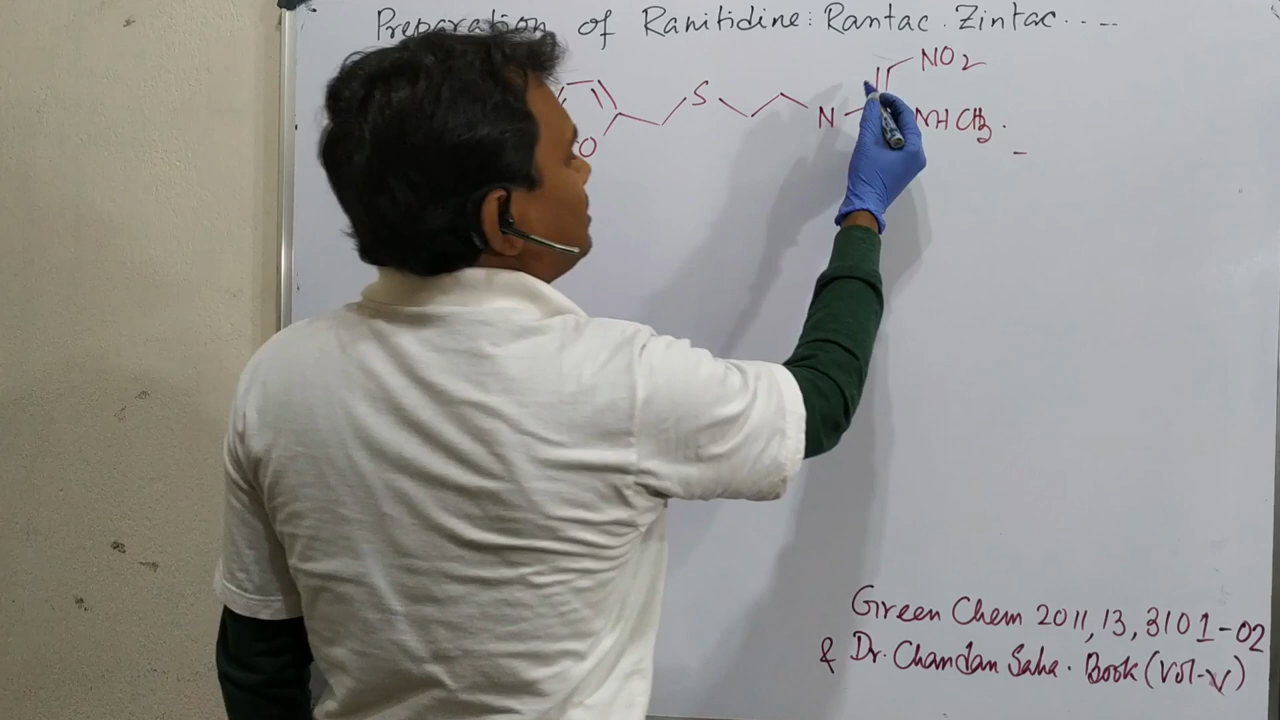 Preparation of Ranitidine: Rantac. Zintac....
NO2
S
N NHCH3.
O
Green Chem 2011, 13, 3101-02
& Dr. Chandan Saha. Book (Vol-V)